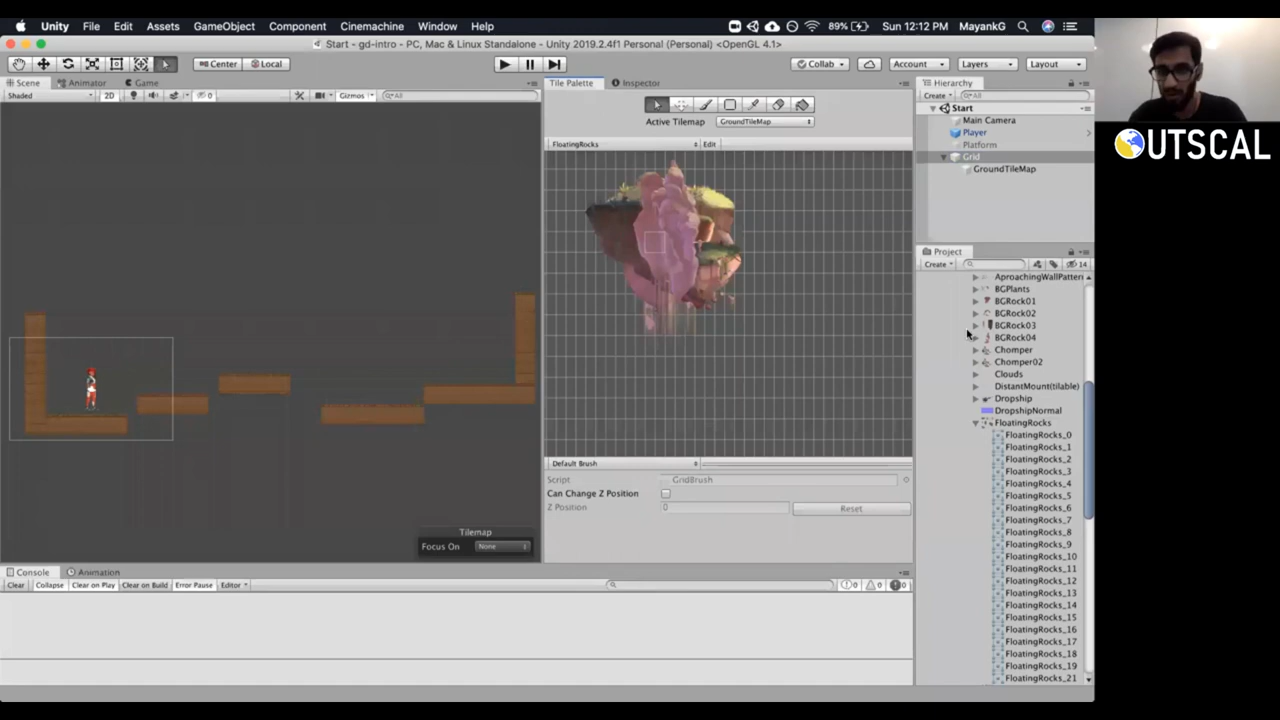 Unity File Edit Assets GameObject Component Cinemachine Window Help 89% Sun 12:12 PM MayankG
Start - gd-intro - PC, Mac & Linux Standalone - Unity 2019.2.4f1 Personal (Personal) <OpenGL 4.1>
Center Local Collab Account Layers Layout
Scene Animator Game
Shaded 2D 0 Gizmos All
Tile Palette Inspector
Active Tilemap GroundTileMap
FloatingRocks Edit
Default Brush
Script GridBrush
Can Change Z Position
Z Position 0 Reset
Tilemap
Focus On None
Hierarchy
Create All
Start
Main Camera
Player
Platform
Grid
GroundTileMap
Project
Create 14
AproachingWallPattern
BGPlants
BGRock01
BGRock02
BGRock03
BGRock04
Chomper
Chomper02
Clouds
DistantMount(tilable)
Dropship
DropshipNormal
FloatingRocks
FloatingRocks_0
FloatingRocks_1
FloatingRocks_2
FloatingRocks_3
FloatingRocks_4
FloatingRocks_5
FloatingRocks_6
FloatingRocks_7
FloatingRocks_8
FloatingRocks_9
FloatingRocks_10
FloatingRocks_11
FloatingRocks_12
FloatingRocks_13
FloatingRocks_14
FloatingRocks_15
FloatingRocks_16
FloatingRocks_17
FloatingRocks_18
FloatingRocks_19
FloatingRocks_21
Console Animation
Clear Collapse Clear on Play Clear on Build Error Pause Editor 0 0 0
OUTSCAL